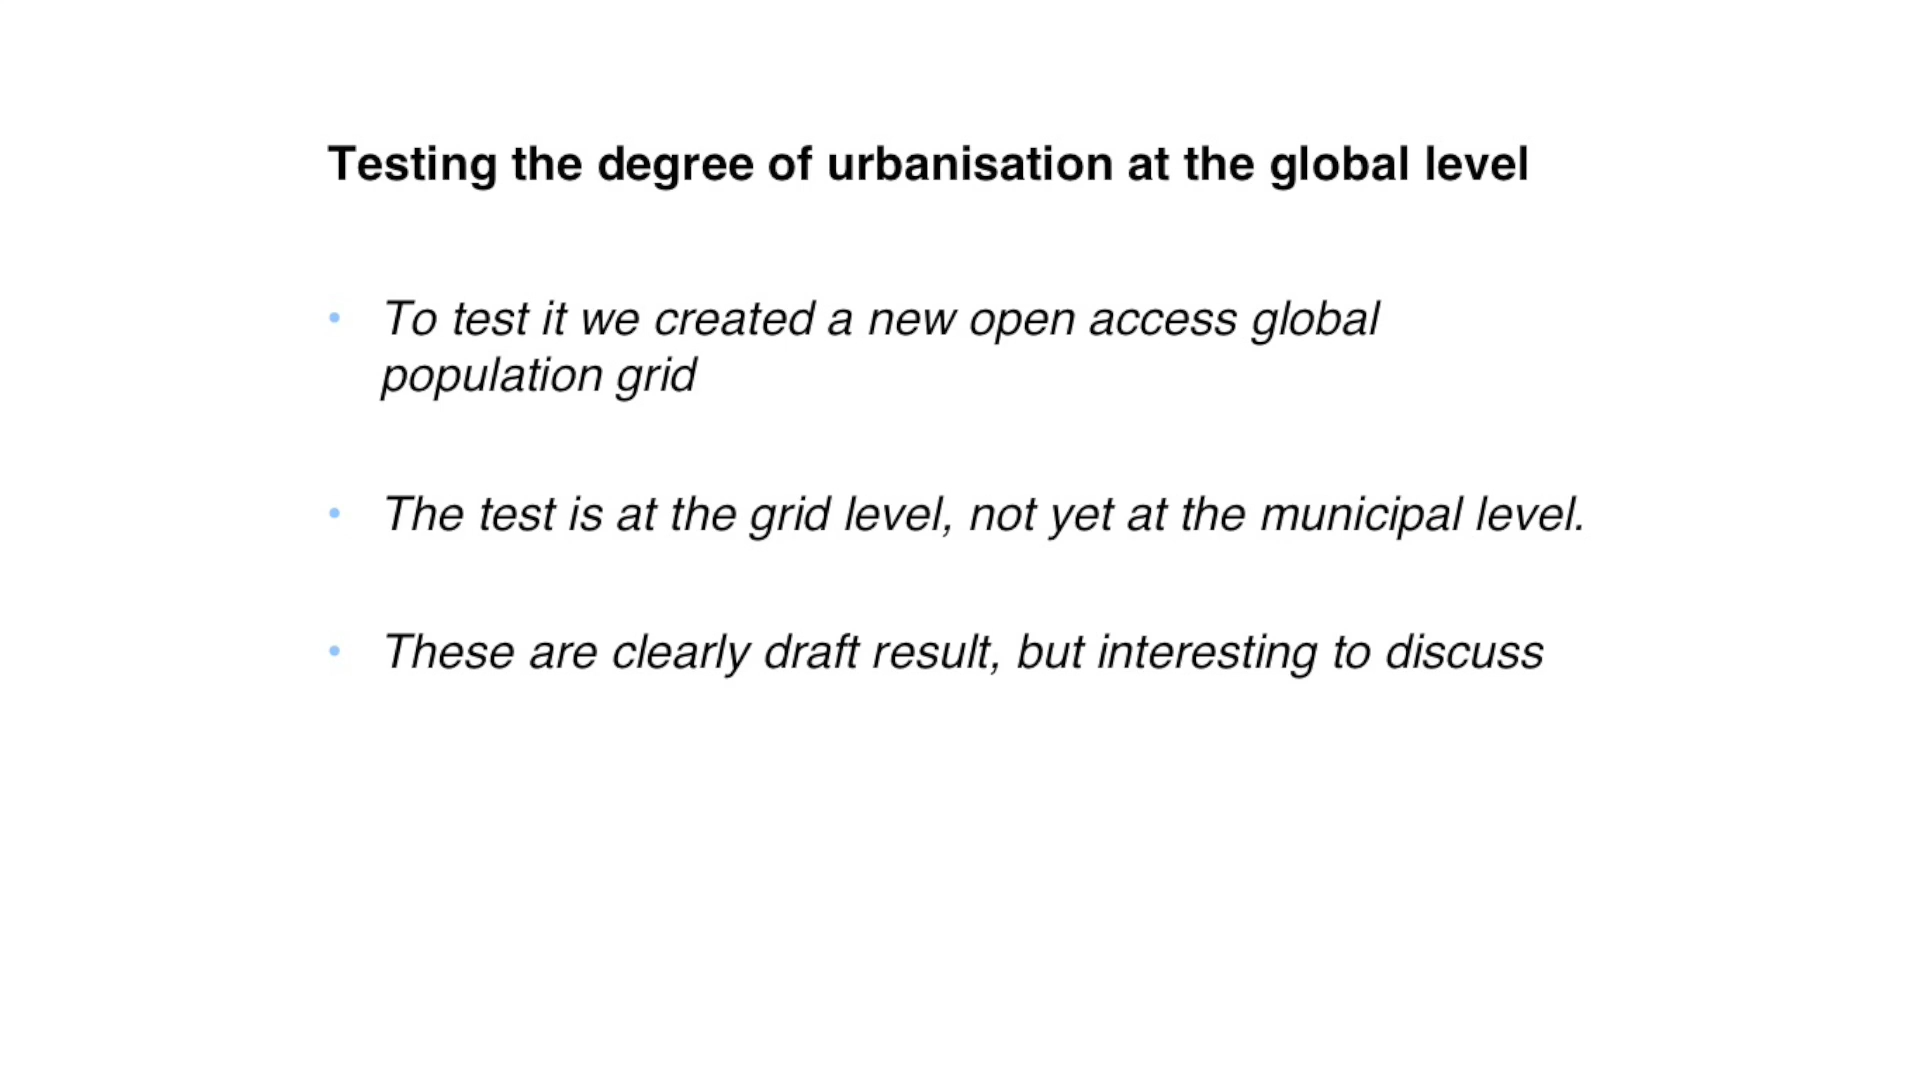 Testing the degree of urbanisation at the global level
• To test it we created a new open access global
population grid
• The test is at the grid level, not yet at the municipal level.
• These are clearly draft result, but interesting to discuss